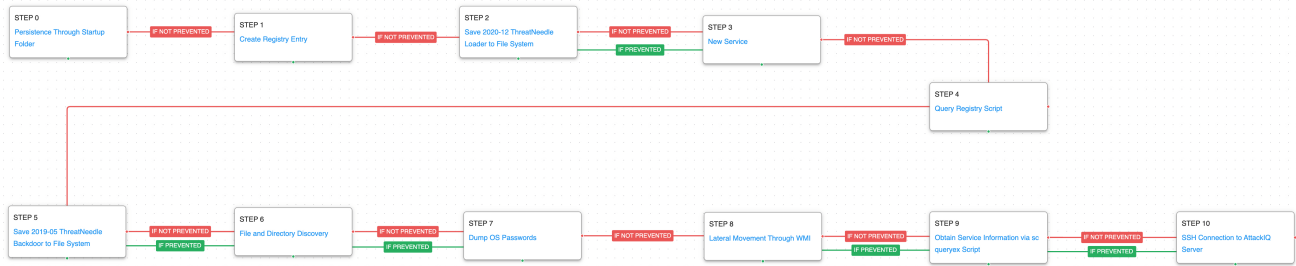 STEP 0
Persistence Through Startup
Folder
IF NOT PREVENTED
STEP 1
Create Registry Entry
IF NOT PREVENTED
STEP 2
Save 2020-12 ThreatNeedle
Loader to File System
IF NOT PREVENTED
IF PREVENTED
STEP 3
New Service
IF NOT PREVENTED
STEP 4
Query Registry Script
STEP 5
Save 2019-05 ThreatNeedle
Backdoor to File System
IF NOT PREVENTED
IF PREVENTED
STEP 6
File and Directory Discovery
IF NOT PREVENTED
IF PREVENTED
STEP 7
Dump OS Passwords
IF NOT PREVENTED
STEP 8
Lateral Movement Through WMI
IF NOT PREVENTED
IF PREVENTED
STEP 9
Obtain Service Information via sc
queryex Script
IF NOT PREVENTED
IF PREVENTED
STEP 10
SSH Connection to AttackIQ
Server